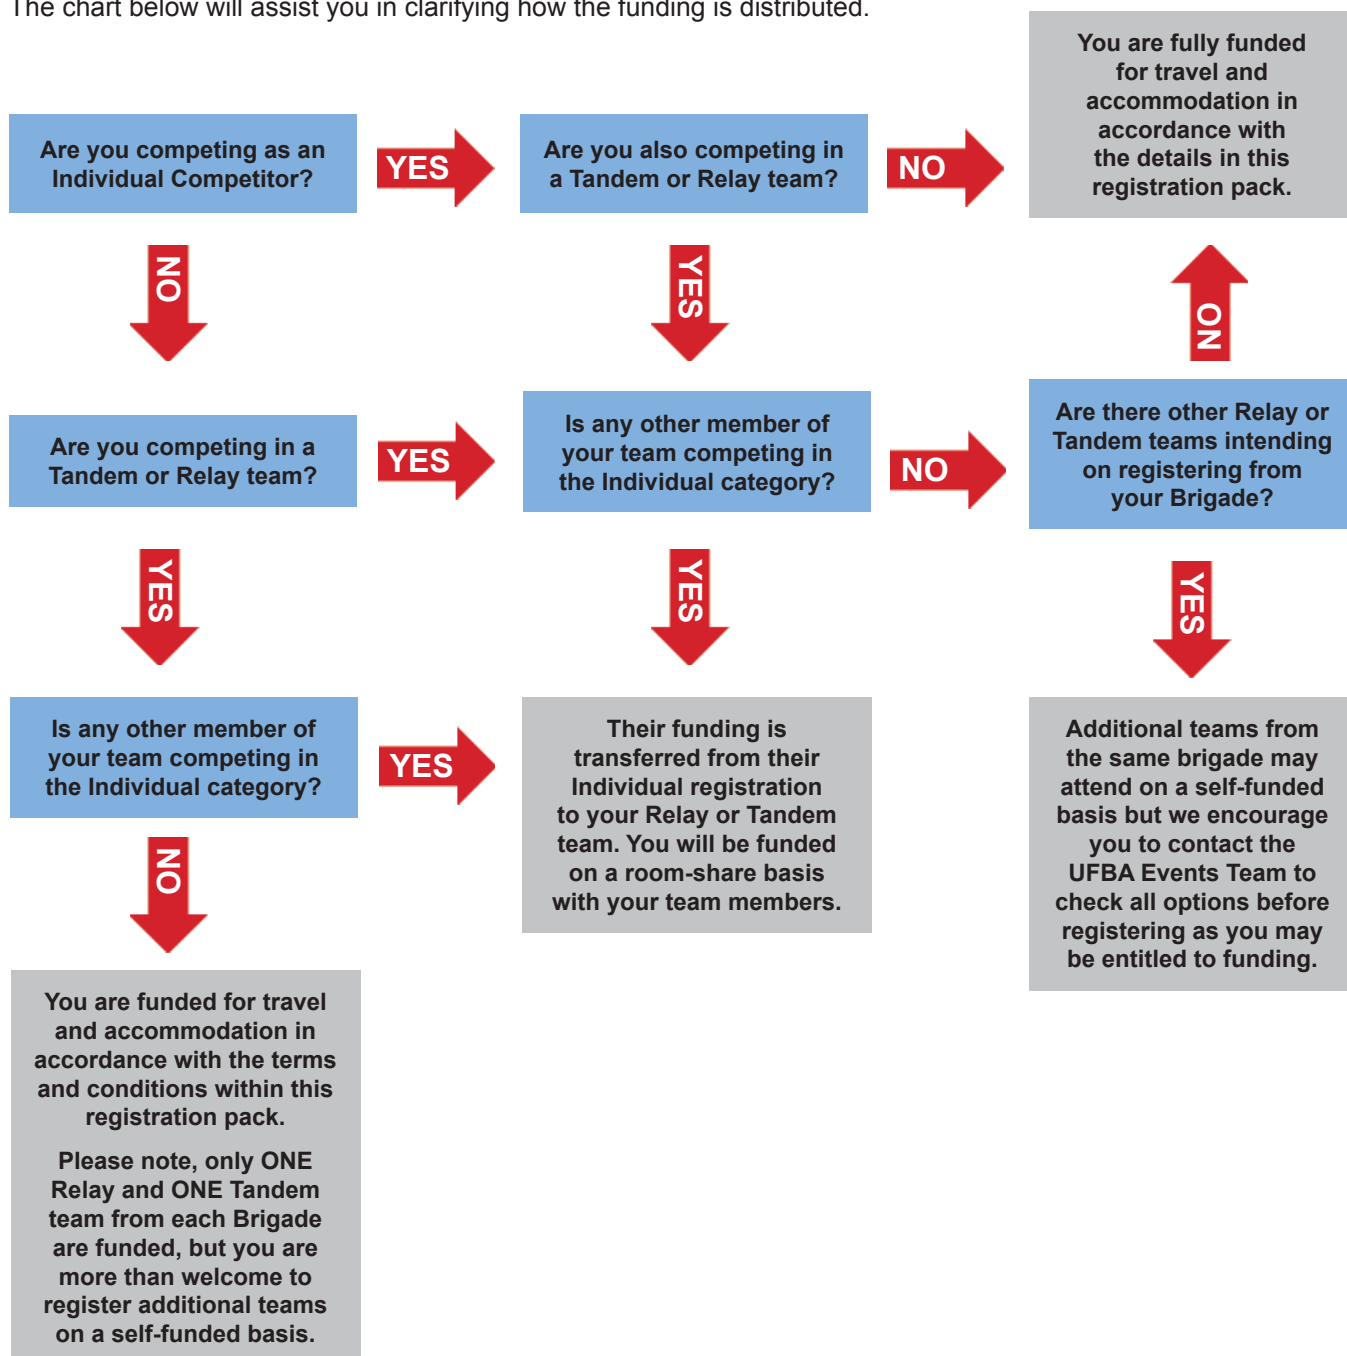 The chart below will assist you in clarifying how the funding is distributed.
Are you competing as an
Individual Competitor?
YES
Are you also competing in
a Tandem or Relay team?
NO
You are fully funded
for travel and
accommodation in
accordance with
the details in this
registration pack.
NO
YES
NO
Are you competing in a
Tandem or Relay team?
YES
Is any other member of
your team competing in
the Individual category?
NO
Are there other Relay or
Tandem teams intending
on registering from
your Brigade?
YES
YES
YES
Is any other member of
your team competing in
the Individual category?
YES
Their funding is
transferred from their
Individual registration
to your Relay or Tandem
team. You will be funded
on a room-share basis
with your team members.
Additional teams from
the same brigade may
attend on a self-funded
basis but we encourage
you to contact the
UFBA Events Team to
check all options before
registering as you may
be entitled to funding.
NO
You are funded for travel
and accommodation in
accordance with the terms
and conditions within this
registration pack.
Please note, only ONE
Relay and ONE Tandem
team from each Brigade
are funded, but you are
more than welcome to
register additional teams
on a self-funded basis.